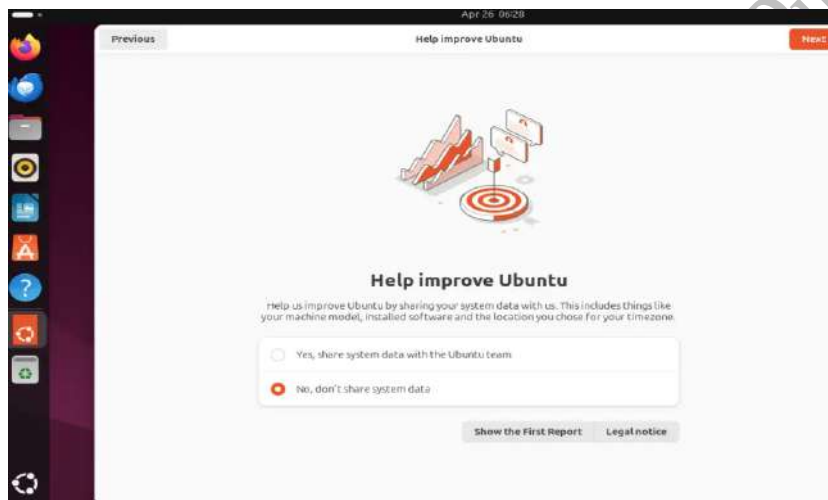 Apr 26 06:28
Previous
Help improve Ubuntu
Next
Help improve Ubuntu
Help us improve Ubuntu by sharing your system data with us. This includes things like
your machine model, installed software and the location you chose for your timezone.
Yes, share system data with the Ubuntu team
No, don't share system data
Show the First Report
Legal notice